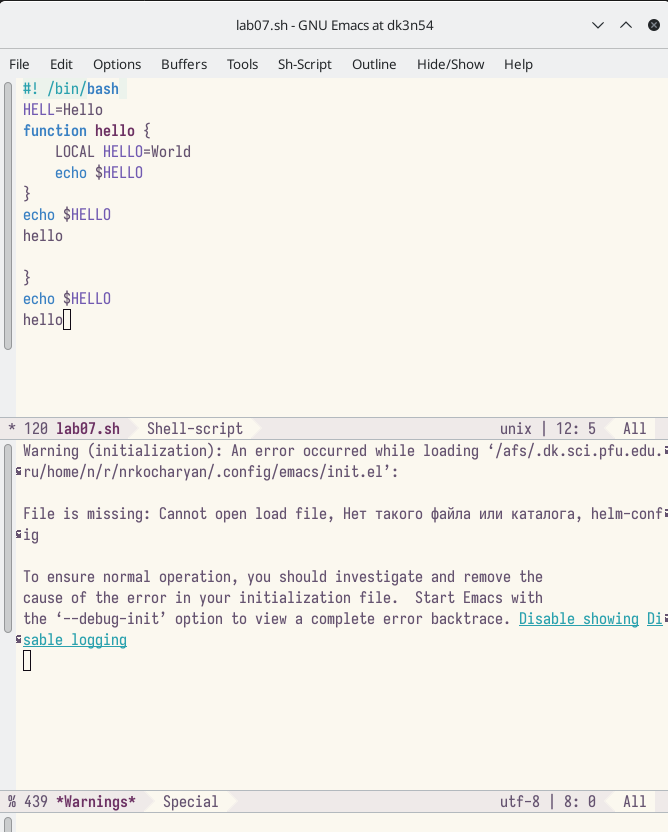 lab07.sh - GNU Emacs at dk3n54
File Edit Options Buffers Tools Sh-Script Outline Hide/Show Help
#! /bin/bash
HELL=Hello
function hello {
    LOCAL HELLO=World
    echo $HELLO
}
echo $HELLO
hello
}
echo $HELLO
hello
* 120 lab07.sh Shell-script unix | 12: 5 All
Warning (initialization): An error occurred while loading ‘/afs/.dk.sci.pfu.edu.
ru/home/n/r/nrkocharyan/.config/emacs/init.el’:
File is missing: Cannot open load file, Нет такого файла или каталога, helm-conf
ig
To ensure normal operation, you should investigate and remove the
cause of the error in your initialization file.  Start Emacs with
the ‘--debug-init’ option to view a complete error backtrace. Disable showing Di
sable logging
% 439 *Warnings* Special utf-8 | 8: 0 All